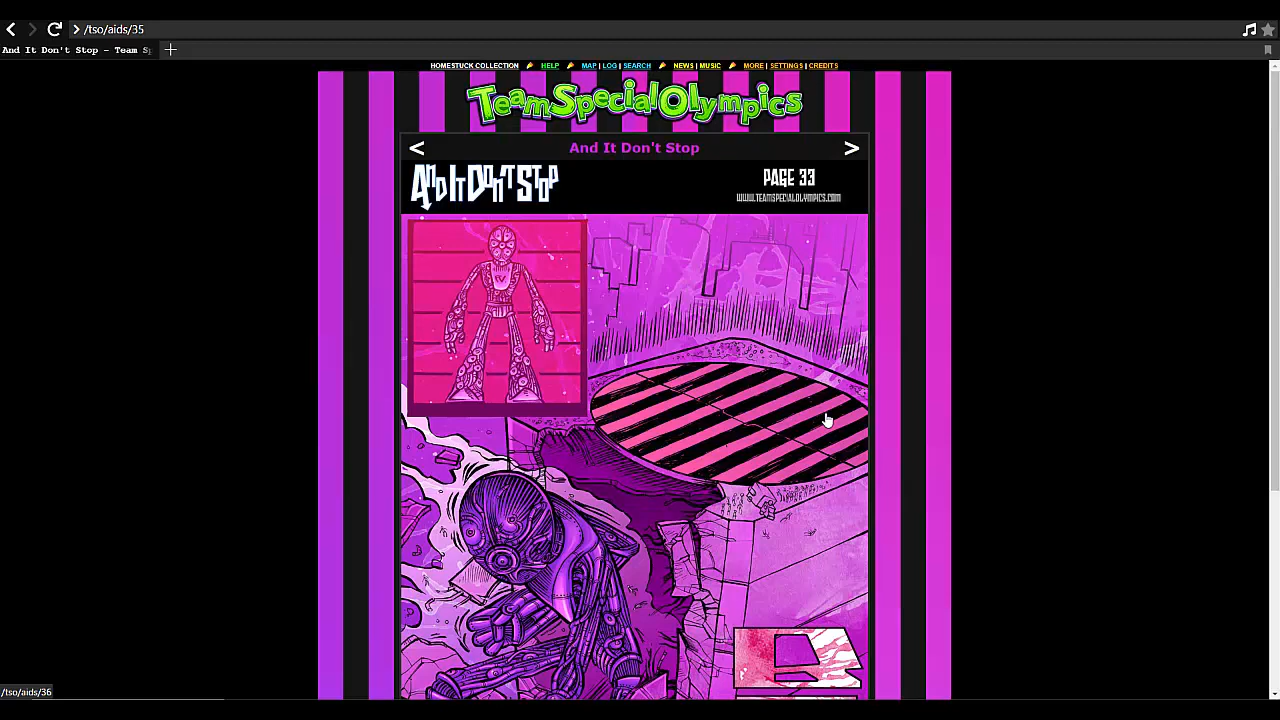 /tso/aids/35
And It Don't Stop - Team S
HOMESTUCK COLLECTION HELP MAP | LOG | SEARCH NEWS | MUSIC MORE | SETTINGS | CREDITS
TeamSpecialOlympics
< And It Don't Stop >
And It Don't Stop
PAGE 33
WWW.TEAMSPECIALOLYMPICS.COM
IV
/tso/aids/36